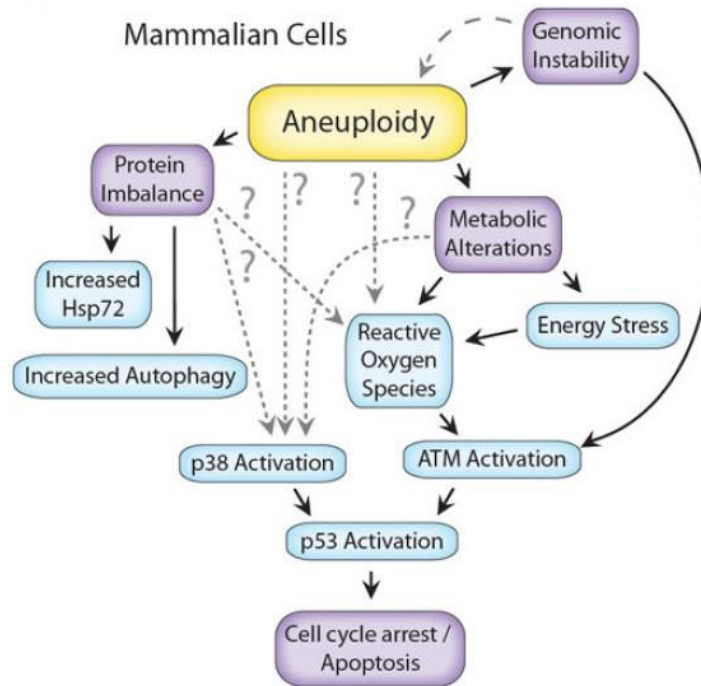 Mammalian Cells
Genomic
Instability
Aneuploidy
Protein
Imbalance
?
?
?
?
?
Metabolic
Alterations
Increased
Hsp72
Reactive
Oxygen
Species
Energy Stress
Increased Autophagy
p38 Activation
ATM Activation
p53 Activation
Cell cycle arrest /
Apoptosis